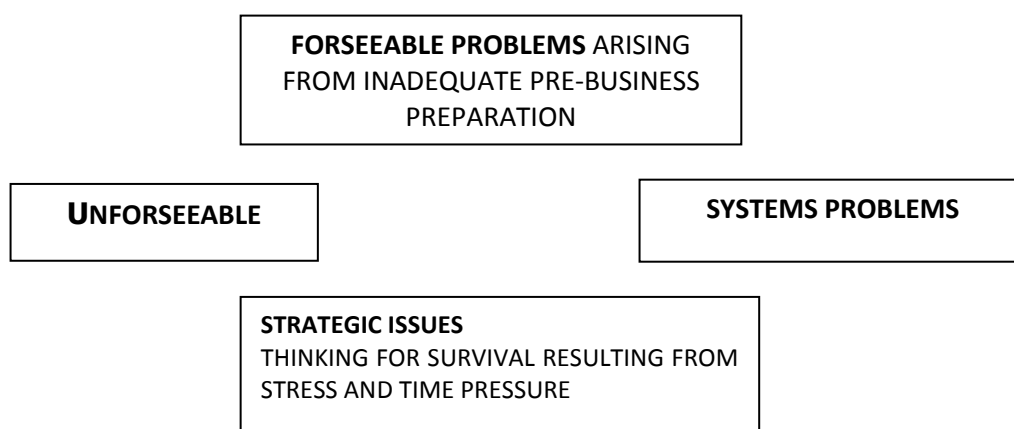 FORSEEABLE PROBLEMS ARISING
FROM INADEQUATE PRE-BUSINESS
PREPARATION
UNFORSEEABLE
SYSTEMS PROBLEMS
STRATEGIC ISSUES
THINKING FOR SURVIVAL RESULTING FROM
STRESS AND TIME PRESSURE